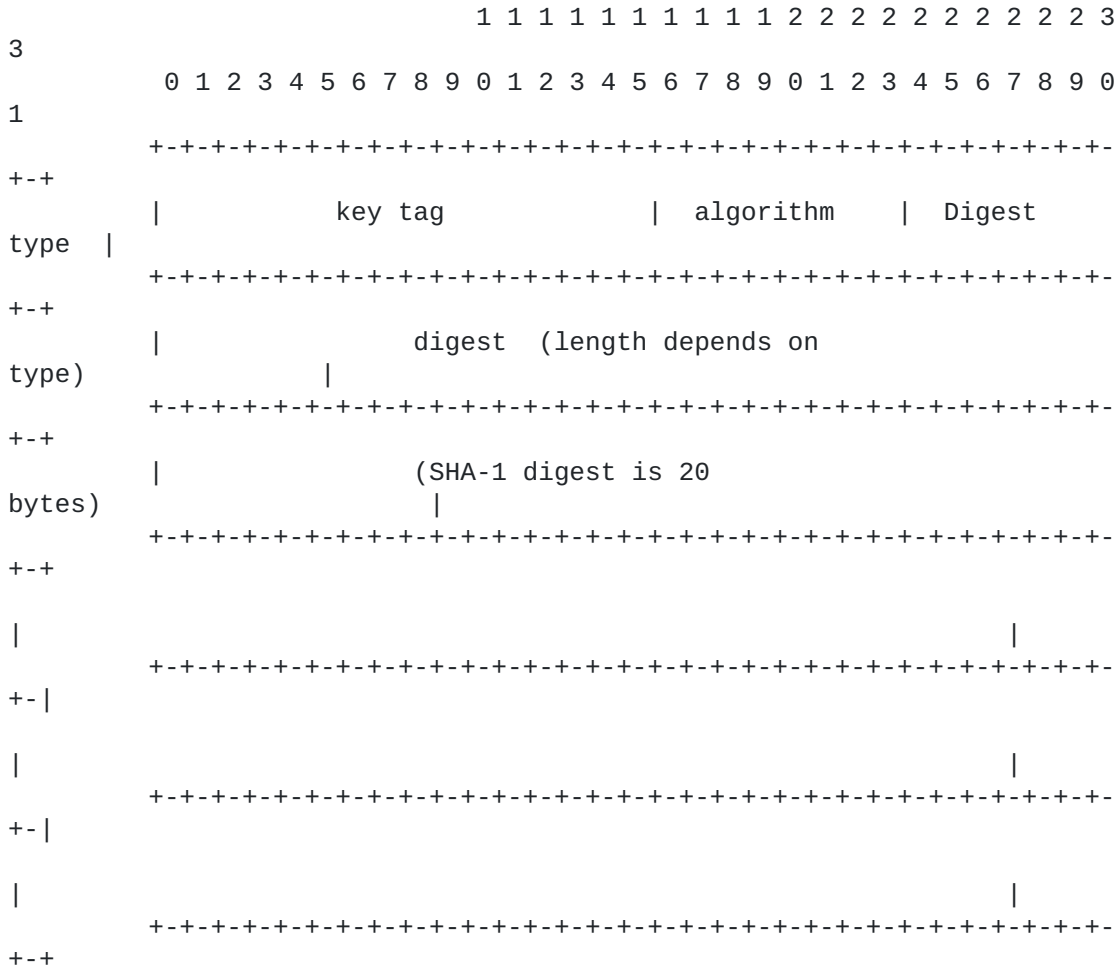 1 1 1 1 1 1 1 1 1 1 2 2 2 2 2 2 2 2 2 2 3
3
0 1 2 3 4 5 6 7 8 9 0 1 2 3 4 5 6 7 8 9 0 1 2 3 4 5 6 7 8 9 0
1
+-+-+-+-+-+-+-+-+-+-+-+-+-+-+-+-+-+-+-+-+-+-+-+-+-+-+-+-+-+-+-
+-+
| key tag | algorithm | Digest
type |
+-+-+-+-+-+-+-+-+-+-+-+-+-+-+-+-+-+-+-+-+-+-+-+-+-+-+-+-+-+-+-
+-+
| digest (length depends on
type) |
+-+-+-+-+-+-+-+-+-+-+-+-+-+-+-+-+-+-+-+-+-+-+-+-+-+-+-+-+-+-+-
+-+
| (SHA-1 digest is 20
bytes) |
+-+-+-+-+-+-+-+-+-+-+-+-+-+-+-+-+-+-+-+-+-+-+-+-+-+-+-+-+-+-+-
+-+
| |
+-+-+-+-+-+-+-+-+-+-+-+-+-+-+-+-+-+-+-+-+-+-+-+-+-+-+-+-+-+-+-
+-|
| |
+-+-+-+-+-+-+-+-+-+-+-+-+-+-+-+-+-+-+-+-+-+-+-+-+-+-+-+-+-+-+-
+-|
| |
+-+-+-+-+-+-+-+-+-+-+-+-+-+-+-+-+-+-+-+-+-+-+-+-+-+-+-+-+-+-+-
+-+